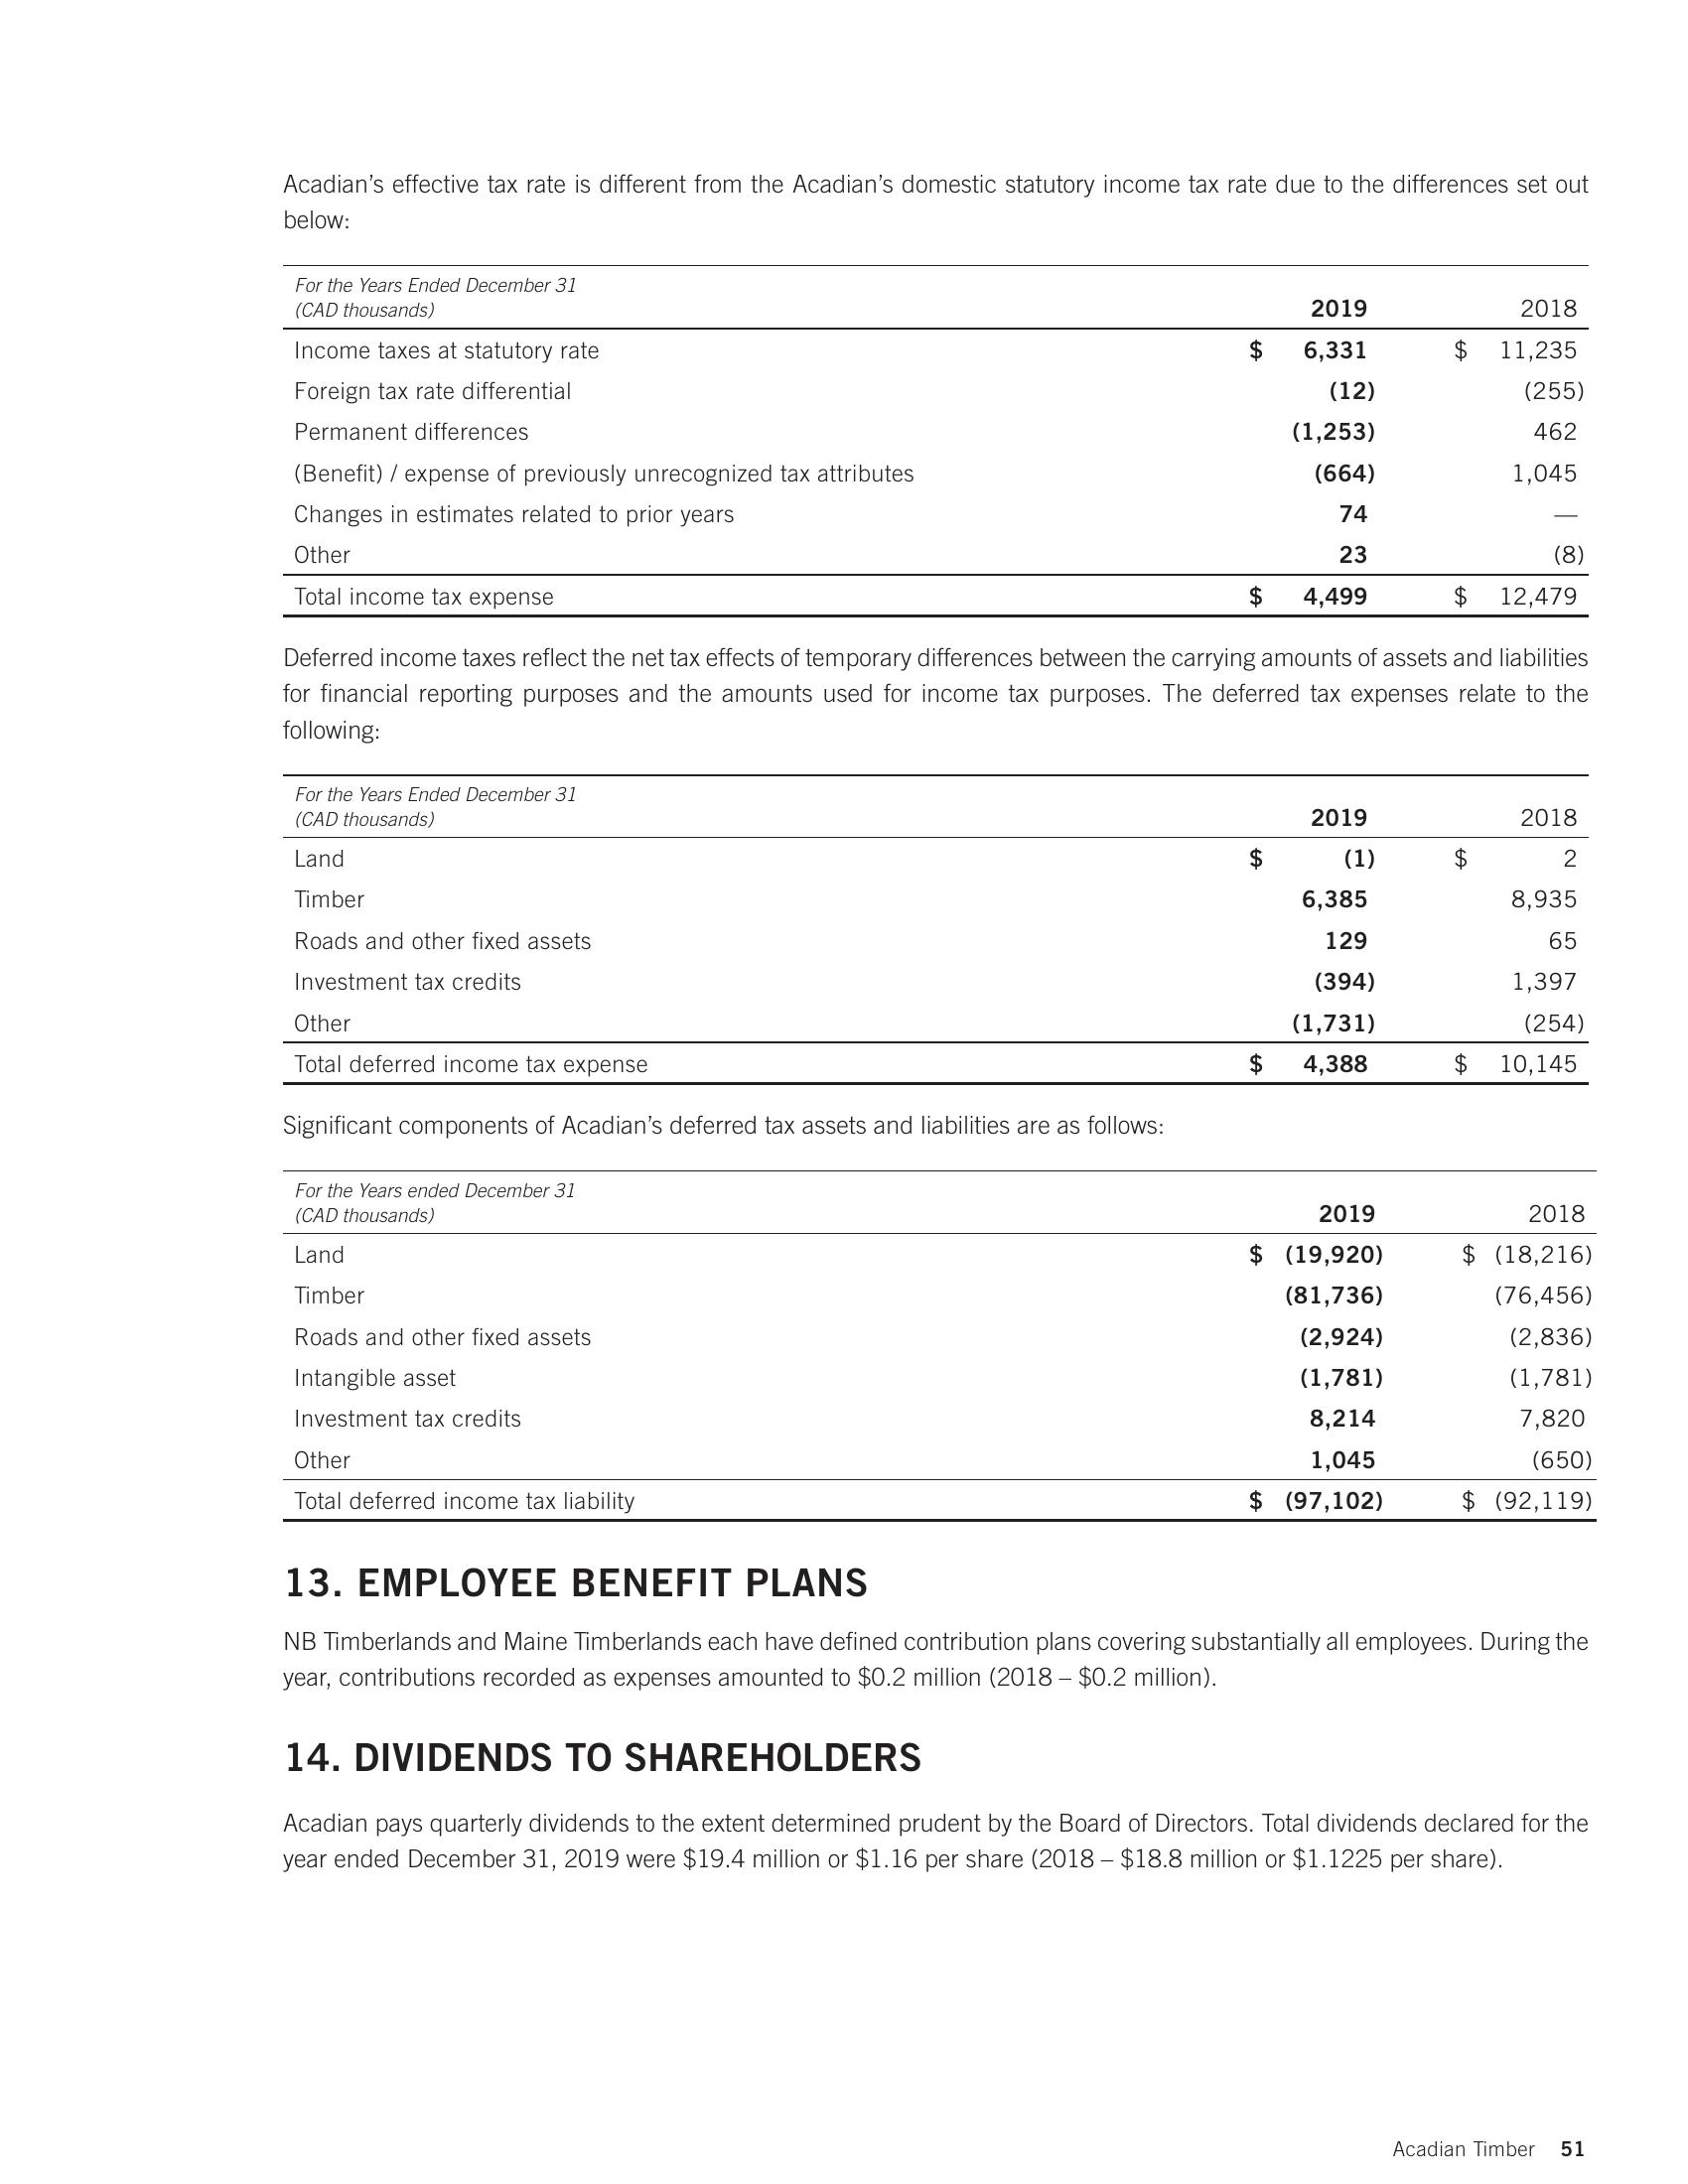 Acadian’s effective tax rate is different from the Acadian’s domestic statutory income tax rate due to the differences set out
below:
For the Years Ended December 31
(CAD thousands) 2019 2018
Income taxes at statutory rate $ 6,331 $ 11,235
Foreign tax rate differential (12) (255)
Permanent differences (1,253) 462
(Benefit) / expense of previously unrecognized tax attributes (664) 1,045
Changes in estimates related to prior years 74 —
Other 23 (8)
Total income tax expense $ 4,499 $ 12,479
Deferred income taxes reflect the net tax effects of temporary differences between the carrying amounts of assets and liabilities
for financial reporting purposes and the amounts used for income tax purposes. The deferred tax expenses relate to the
following:
For the Years Ended December 31
(CAD thousands) 2019 2018
Land $ (1) $ 2
Timber 6,385 8,935
Roads and other fixed assets 129 65
Investment tax credits (394) 1,397
Other (1,731) (254)
Total deferred income tax expense $ 4,388 $ 10,145
Significant components of Acadian’s deferred tax assets and liabilities are as follows:
For the Years ended December 31
(CAD thousands) 2019 2018
Land $ (19,920) $ (18,216)
Timber (81,736) (76,456)
Roads and other fixed assets (2,924) (2,836)
Intangible asset (1,781) (1,781)
Investment tax credits 8,214 7,820
Other 1,045 (650)
Total deferred income tax liability $ (97,102) $ (92,119)
13. EMPLOYEE BENEFIT PLANS
NB Timberlands and Maine Timberlands each have defined contribution plans covering substantially all employees. During the
year, contributions recorded as expenses amounted to $0.2 million (2018 – $0.2 million).
14. DIVIDENDS TO SHAREHOLDERS
Acadian pays quarterly dividends to the extent determined prudent by the Board of Directors. Total dividends declared for the
year ended December 31, 2019 were $19.4 million or $1.16 per share (2018 – $18.8 million or $1.1225 per share).
Acadian Timber 51